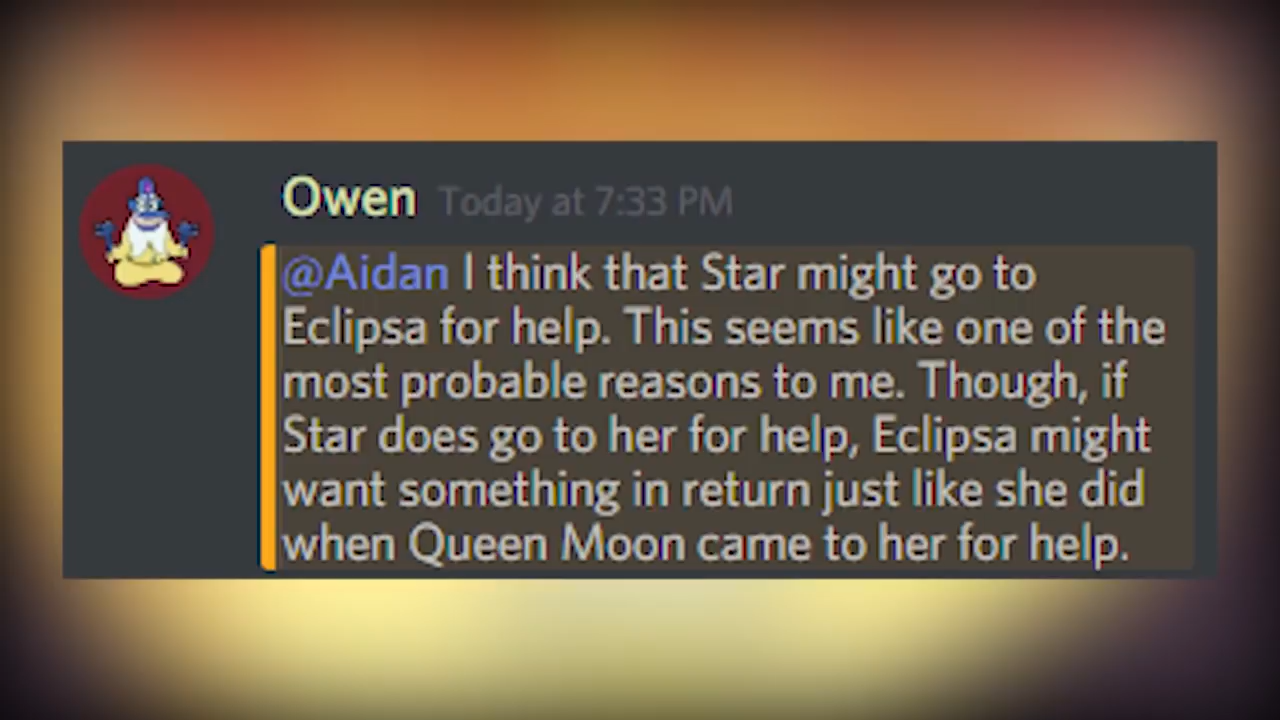 Owen Today at 7:33 PM
@Aidan I think that Star might go to
Eclipsa for help. This seems like one of the
most probable reasons to me. Though, if
Star does go to her for help, Eclipsa might
want something in return just like she did
when Queen Moon came to her for help.